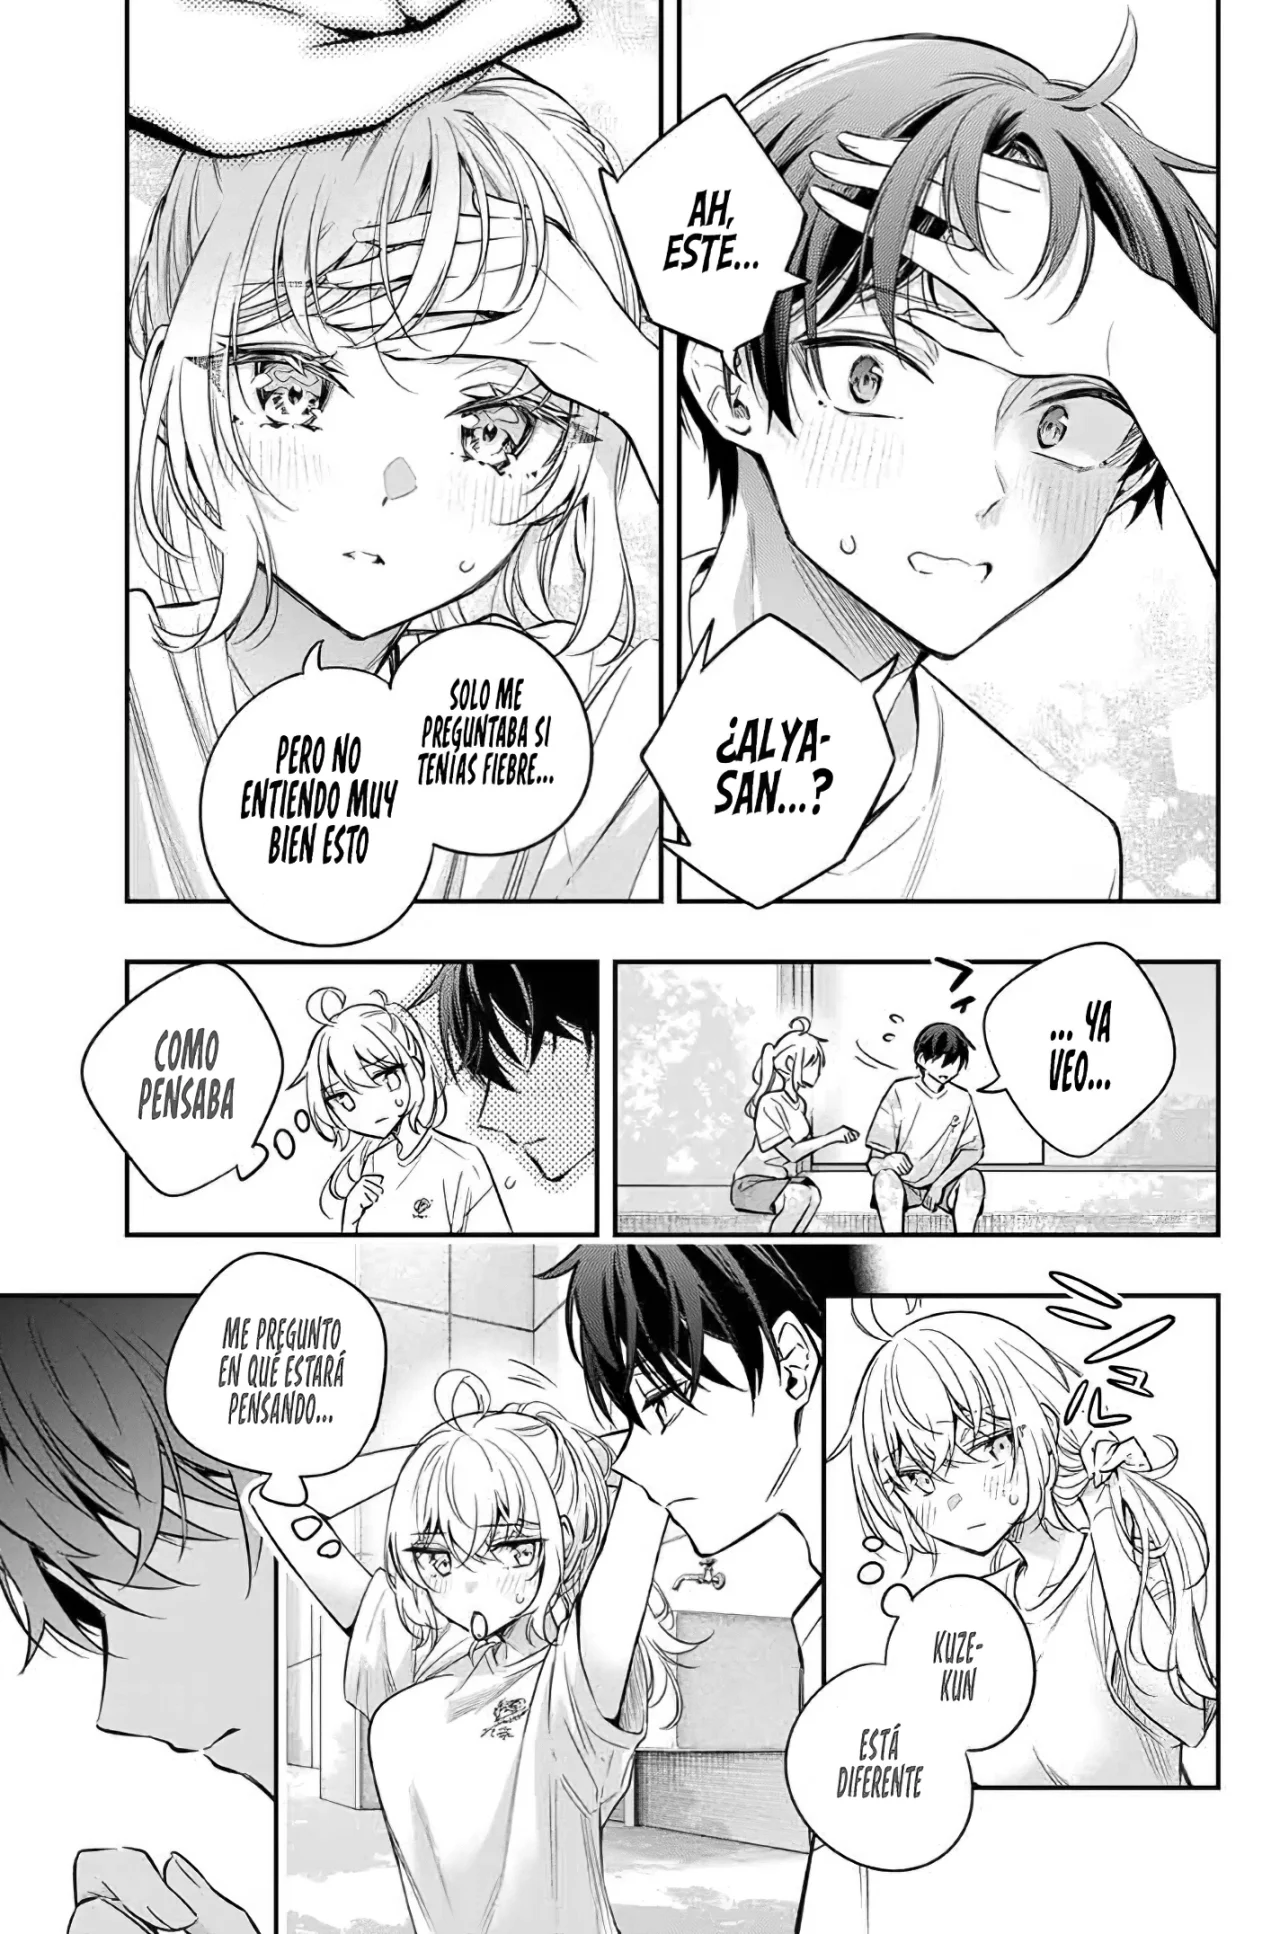 AH,
ESTE...
¿ALYA-
SAN...?
SOLO ME
PREGUNTABA SI
TENÍAS FIEBRE...
PERO NO
ENTIENDO MUY
BIEN ESTO
... YA
VEO...
COMO
PENSABA
KUZE-
KUN
ESTÁ
DIFERENTE
ME PREGUNTO
EN QUÉ ESTARÁ
PENSANDO...